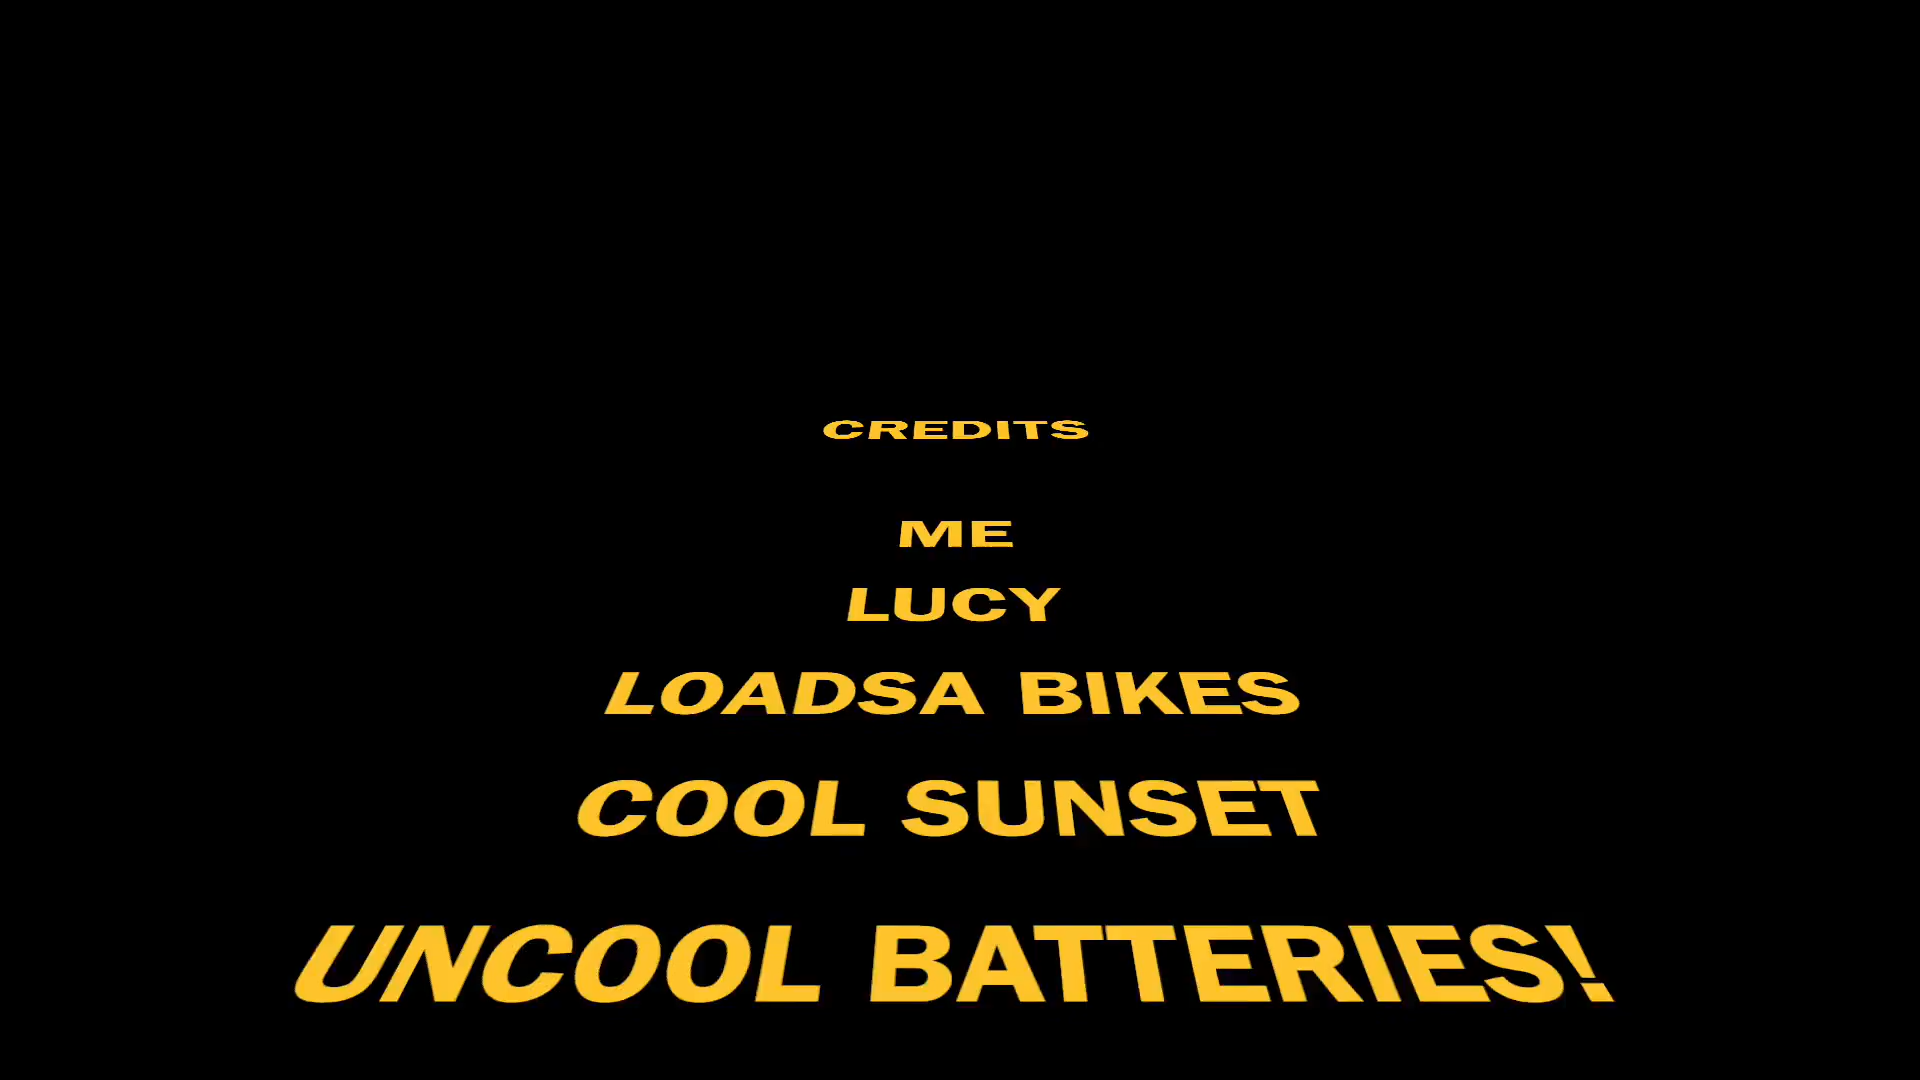 CREDITS
ME
LUCY
LOADSA BIKES
COOL SUNSET
UNCOOL BATTERIES!